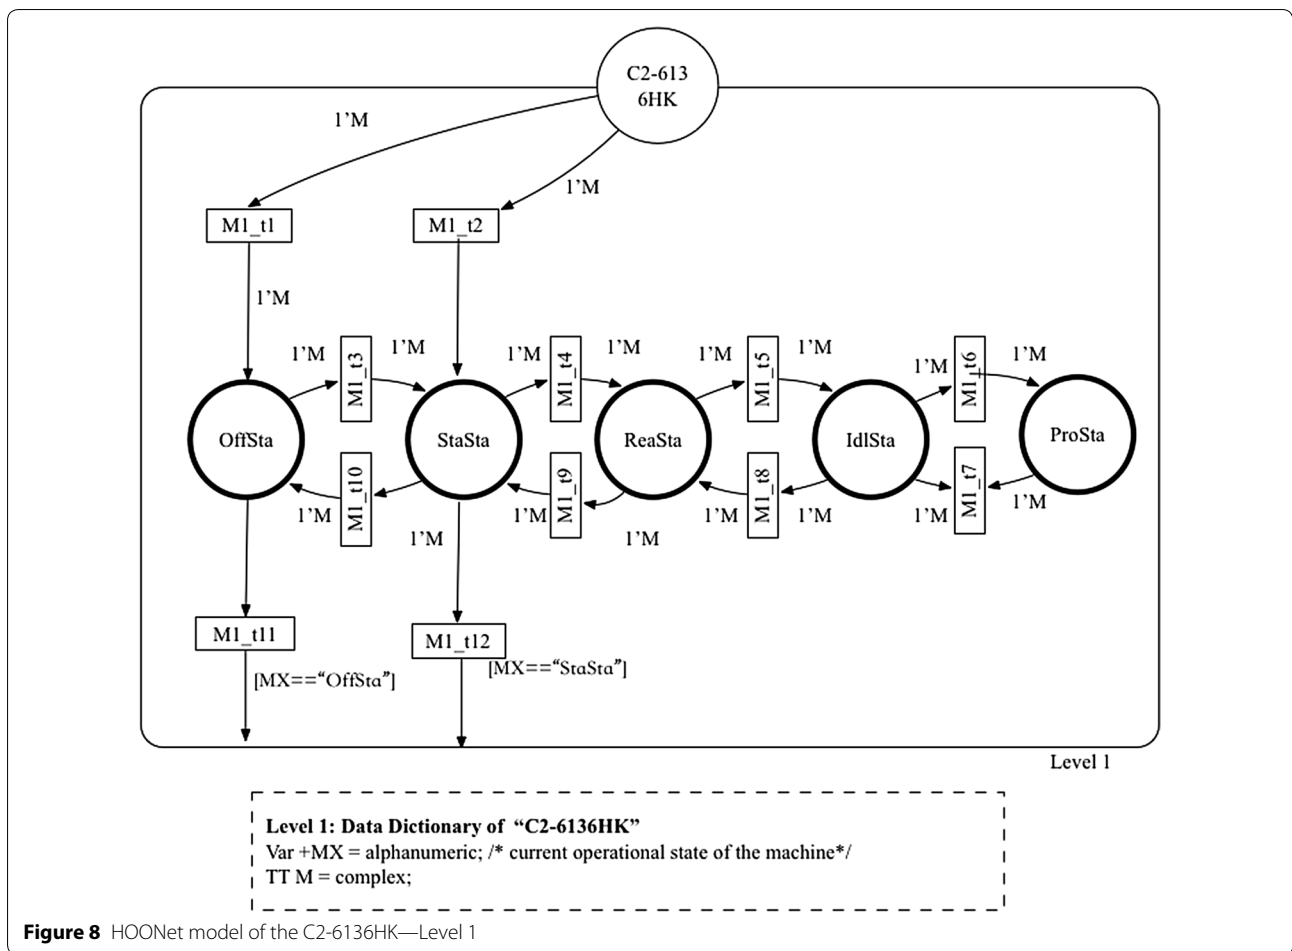 C2-613
6HK
1’M
1’M
M1_t1
M1_t2
1’M
1’M
M1_t3
1’M
1’M
M1_t4
1’M
1’M
M1_t5
1’M
1’M
M1_t6
1’M
OffSta
StaSta
ReaSta
IdlSta
ProSta
1’M
M1_t10
1’M
1’M
M1_t9
1’M
1’M
M1_t8
1’M
1’M
M1_t7
1’M
M1_t11
M1_t12
[MX==“OffSta”]
[MX==“StaSta”]
Level 1
Level 1: Data Dictionary of “C2-6136HK”
Var +MX = alphanumeric; /* current operational state of the machine*/
TT M = complex;
Figure 8 HOONet model of the C2-6136HK—Level 1